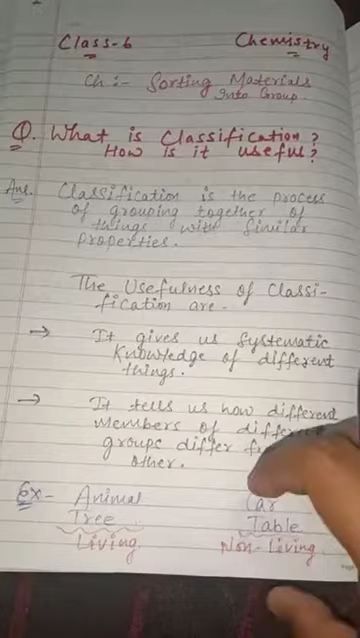 Class-6 Chemistry
Ch :- Sorting Materials
Into Group.
Q. What is Classification?
How is it useful?
Ans. Classification is the process
of grouping together of
things with Similar
properties.
The Usefulness of Classi-
fication are -
→ It gives us Systematic
Knowledge of different
things.
→ It tells us how different
members of
groups differ
other.
Ex- Animal Car
Tree Table
Living Non-Living